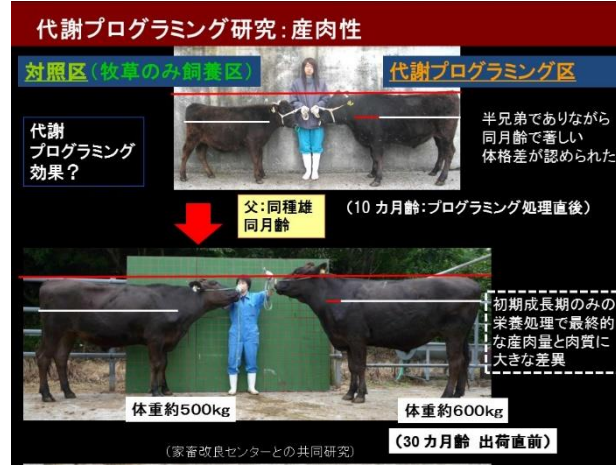 代謝プログラミング研究:産肉性
対照区(牧草のみ飼養区)
代謝プログラミング区
代謝
プログラミング
効果?
半兄弟でありながら
同月齢で著しい
体格差が認められた
父:同種雄
同月齢
(10 カ月齢:プログラミング処理直後)
初期成長期のみの
栄養処理で最終的
な産肉量と肉質に
大きな差異
体重約500kg
体重約600kg
(30 カ月齢 出荷直前)
(家畜改良センターとの共同研究)